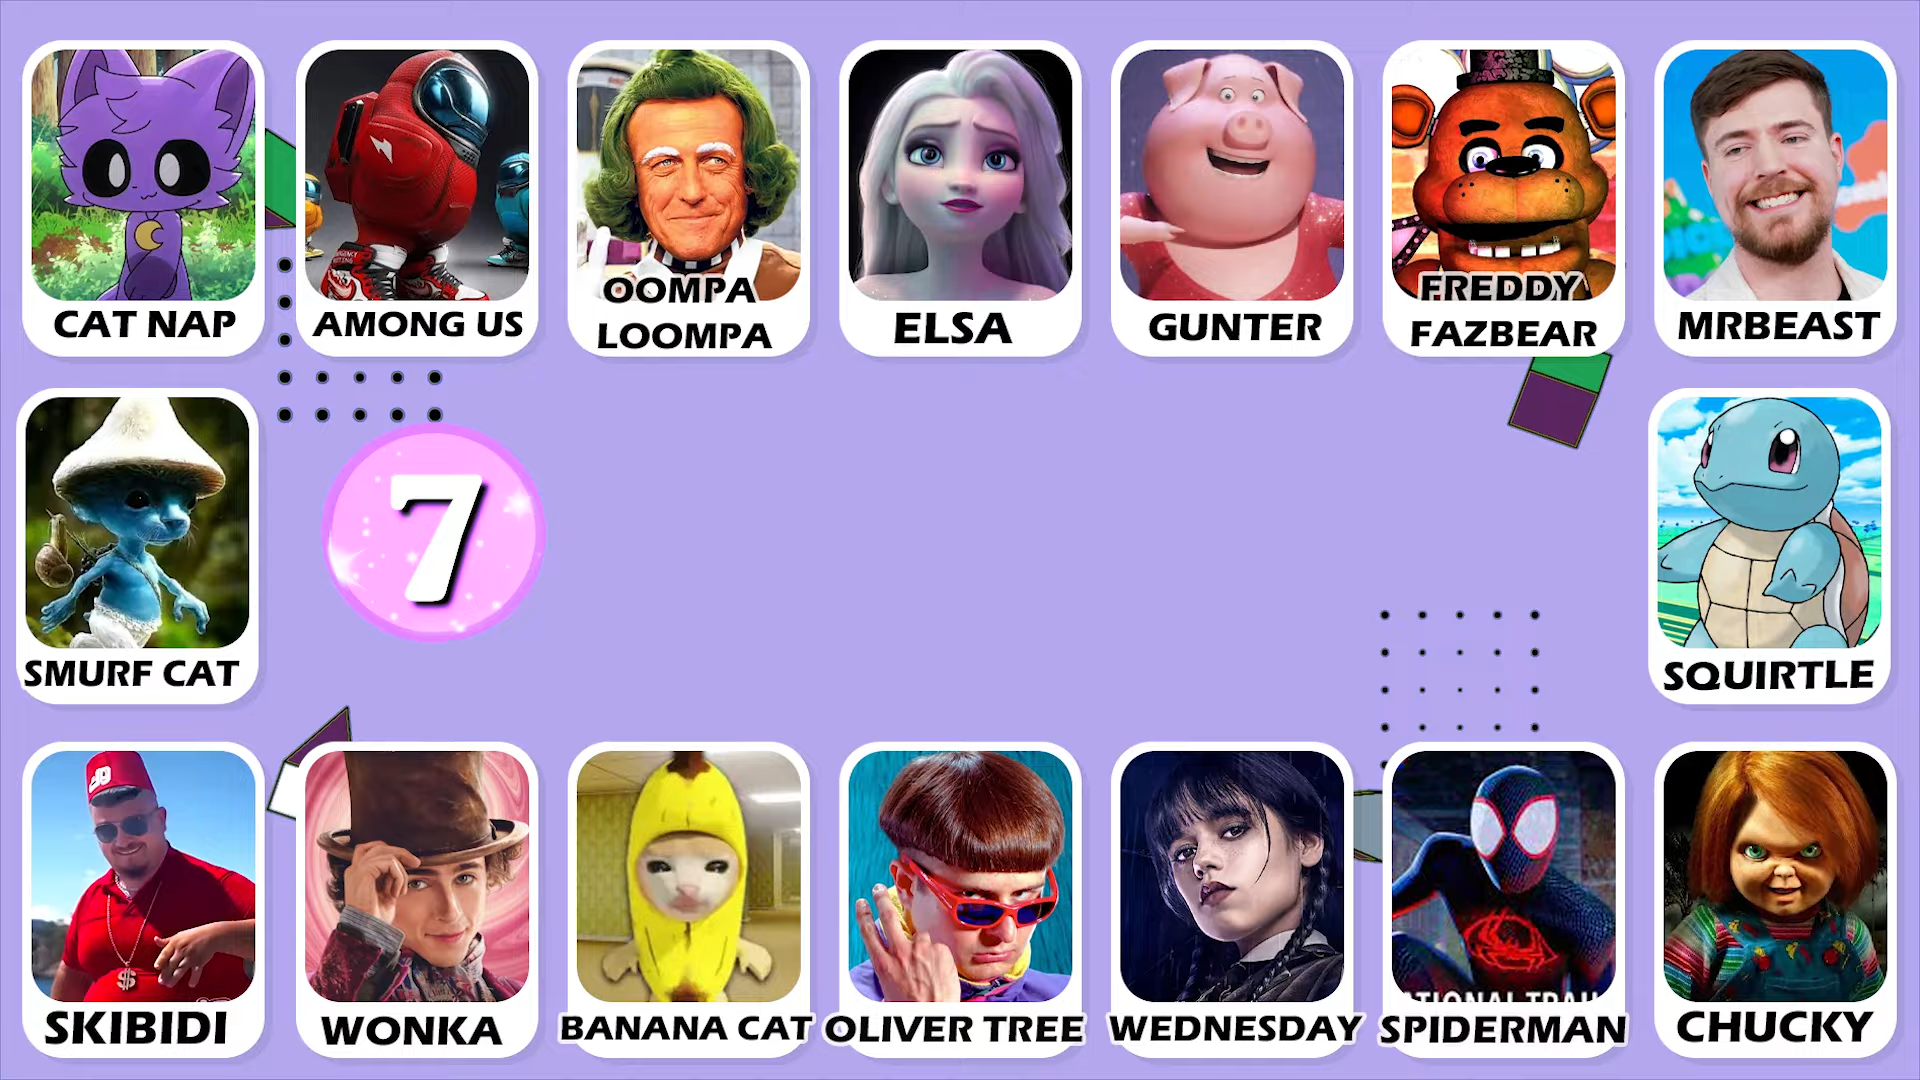 CAT NAP
AMONG US
OOMPA
LOOMPA
ELSA
GUNTER
FREDDY
FAZBEAR
MRBEAST
SMURF CAT
7
SQUIRTLE
SKIBIDI
WONKA
BANANA CAT
OLIVER TREE
WEDNESDAY
SPIDERMAN
CHUCKY
$